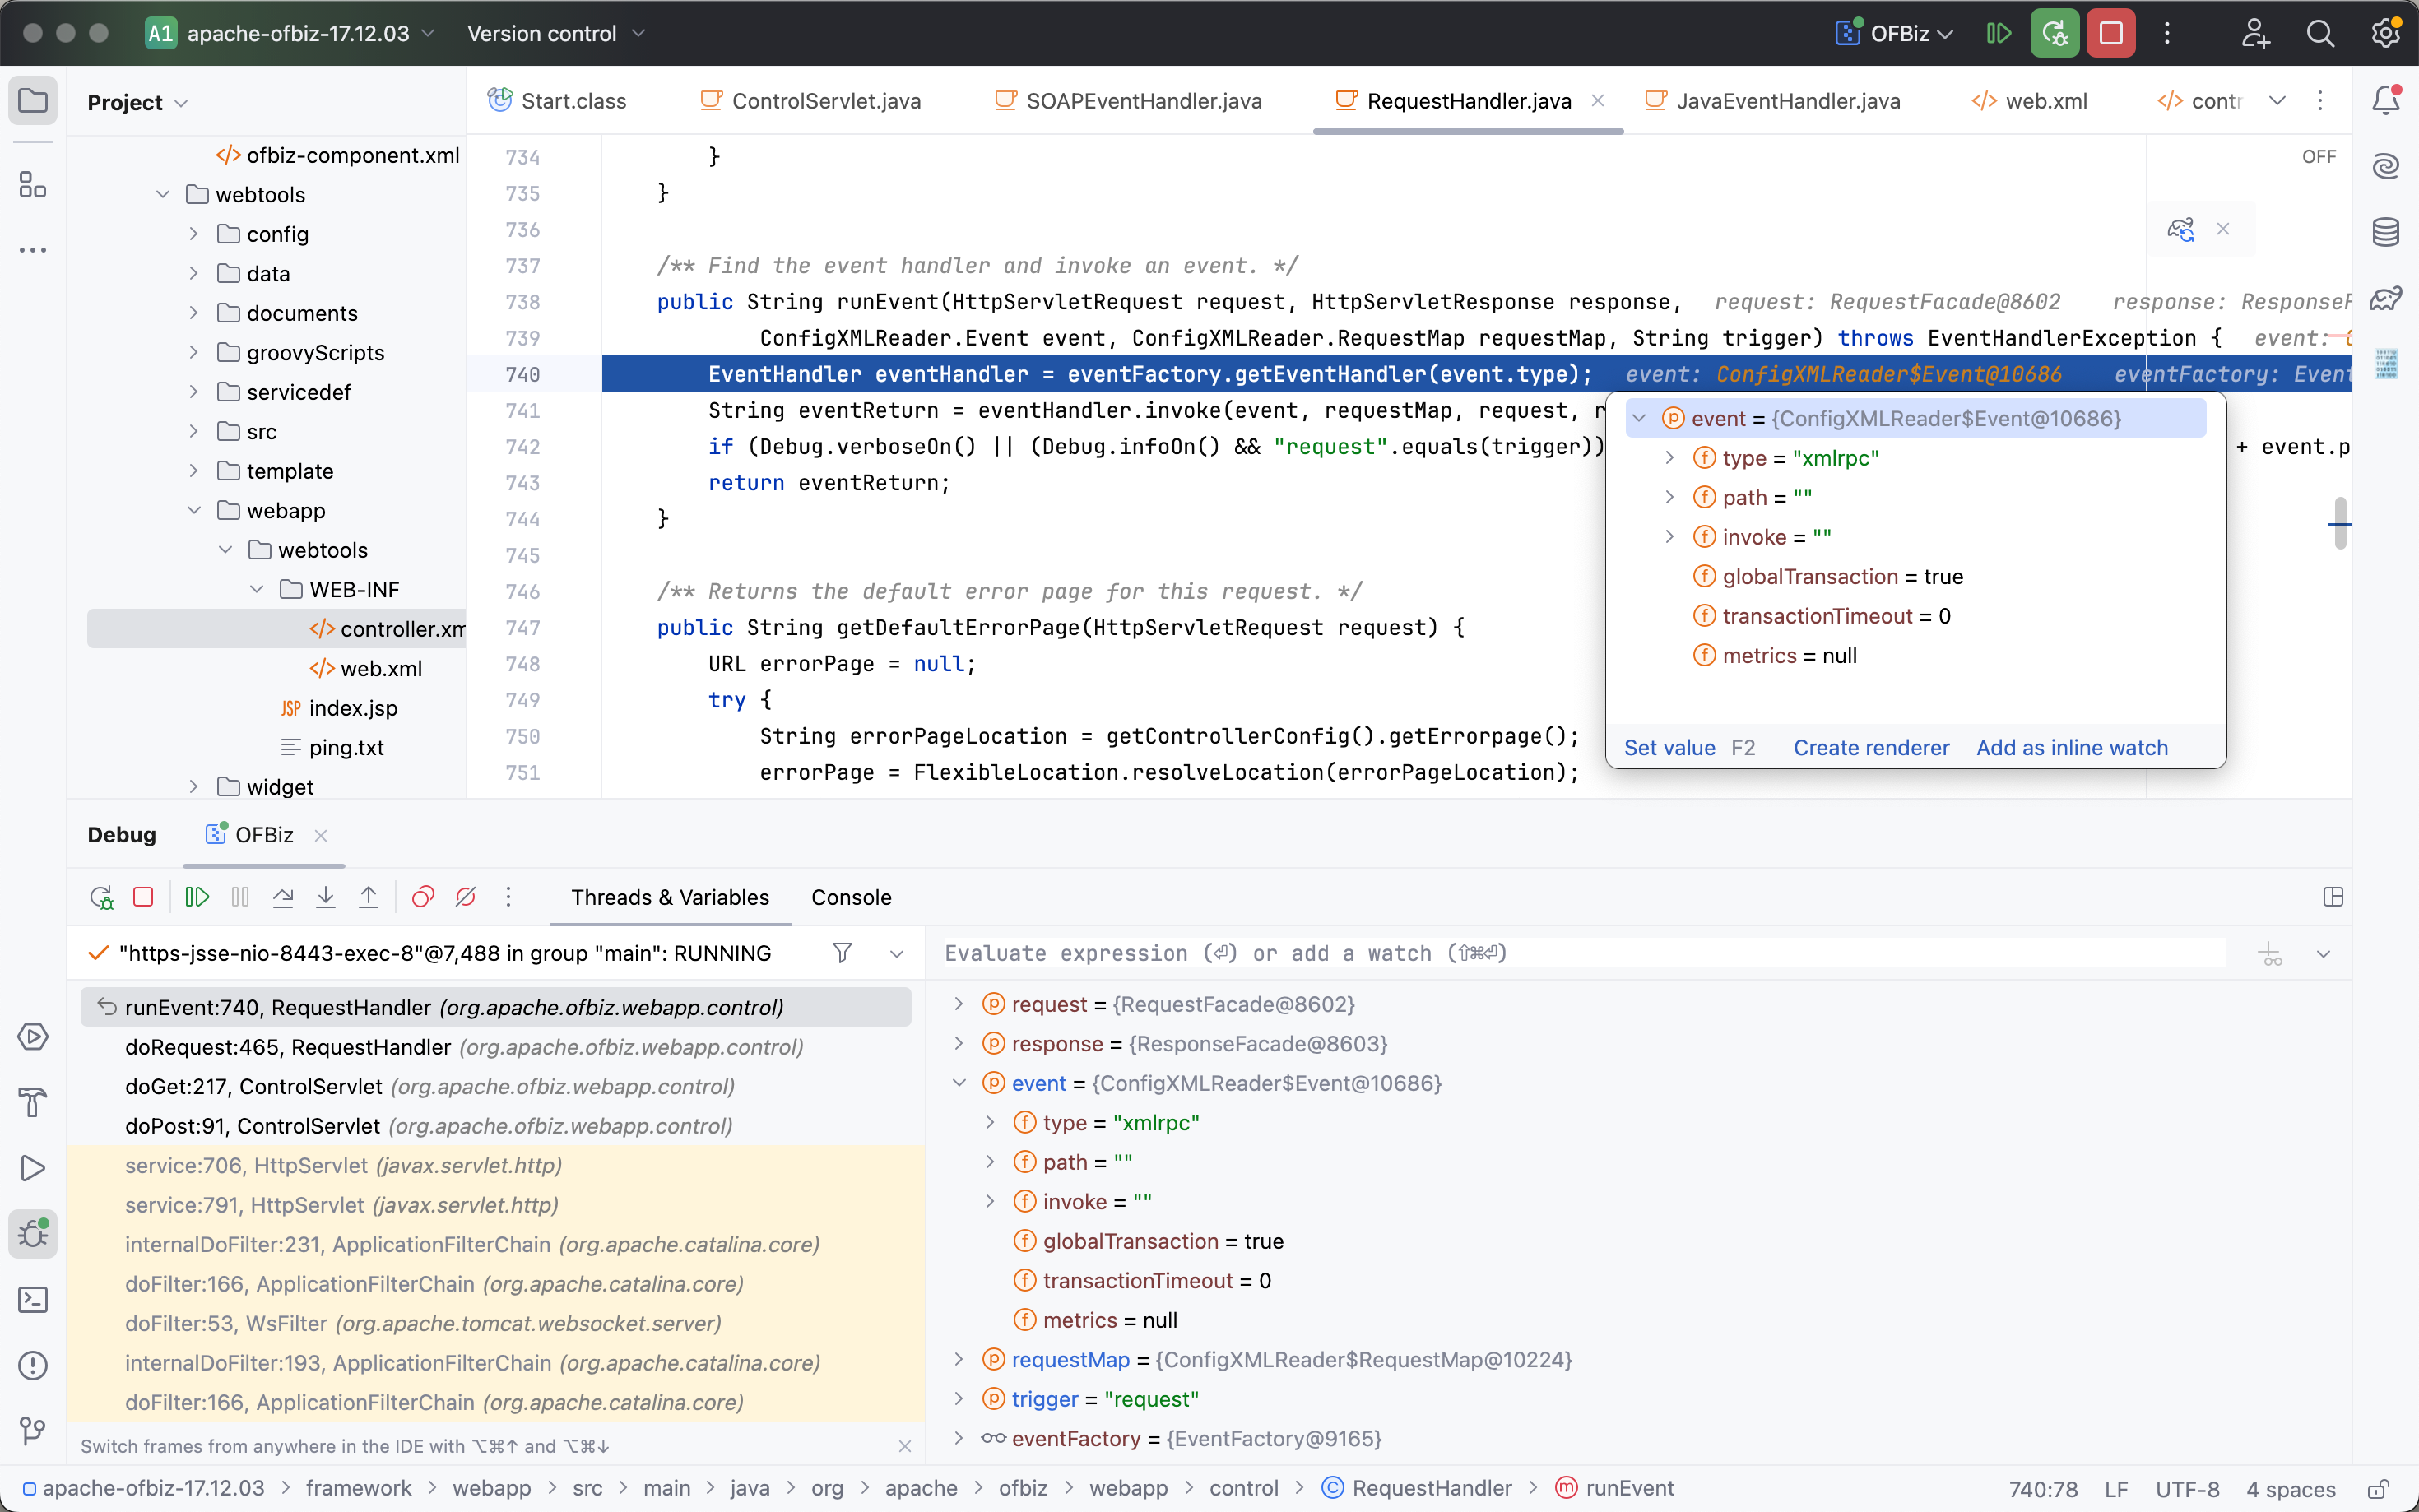 A1 apache-ofbiz-17.12.03 Version control OFBiz
Project
Start.class ControlServlet.java SOAPEventHandler.java RequestHandler.java JavaEventHandler.java web.xml contr
ofbiz-component.xml
webtools
config
data
documents
groovyScripts
servicedef
src
template
webapp
webtools
WEB-INF
controller.xm
web.xml
JSP index.jsp
ping.txt
widget
OFF
734 }
735 }
736
737 /** Find the event handler and invoke an event. */
738 public String runEvent(HttpServletRequest request, HttpServletResponse response, request: RequestFacade@8602 response: ResponseF
739 ConfigXMLReader.Event event, ConfigXMLReader.RequestMap requestMap, String trigger) throws EventHandlerException { event:
740 EventHandler eventHandler = eventFactory.getEventHandler(event.type); event: ConfigXMLReader$Event@10686 eventFactory: Event
741 String eventReturn = eventHandler.invoke(event, requestMap, request, r
742 if (Debug.verboseOn() || (Debug.infoOn() && "request".equals(trigger)) + event.p
743 return eventReturn;
744 }
745
746 /** Returns the default error page for this request. */
747 public String getDefaultErrorPage(HttpServletRequest request) {
748 URL errorPage = null;
749 try {
750 String errorPageLocation = getControllerConfig().getErrorpage();
751 errorPage = FlexibleLocation.resolveLocation(errorPageLocation);
event = {ConfigXMLReader$Event@10686}
type = "xmlrpc"
path = ""
invoke = ""
globalTransaction = true
transactionTimeout = 0
metrics = null
Set value F2 Create renderer Add as inline watch
Debug OFBiz
Threads & Variables Console
"https-jsse-nio-8443-exec-8"@7,488 in group "main": RUNNING
runEvent:740, RequestHandler (org.apache.ofbiz.webapp.control)
doRequest:465, RequestHandler (org.apache.ofbiz.webapp.control)
doGet:217, ControlServlet (org.apache.ofbiz.webapp.control)
doPost:91, ControlServlet (org.apache.ofbiz.webapp.control)
service:706, HttpServlet (javax.servlet.http)
service:791, HttpServlet (javax.servlet.http)
internalDoFilter:231, ApplicationFilterChain (org.apache.catalina.core)
doFilter:166, ApplicationFilterChain (org.apache.catalina.core)
doFilter:53, WsFilter (org.apache.tomcat.websocket.server)
internalDoFilter:193, ApplicationFilterChain (org.apache.catalina.core)
doFilter:166, ApplicationFilterChain (org.apache.catalina.core)
Switch frames from anywhere in the IDE with ⌥⌘↑ and ⌥⌘↓
Evaluate expression (⏎) or add a watch (⇧⌘⏎)
request = {RequestFacade@8602}
response = {ResponseFacade@8603}
event = {ConfigXMLReader$Event@10686}
type = "xmlrpc"
path = ""
invoke = ""
globalTransaction = true
transactionTimeout = 0
metrics = null
requestMap = {ConfigXMLReader$RequestMap@10224}
trigger = "request"
eventFactory = {EventFactory@9165}
apache-ofbiz-17.12.03 > framework > webapp > src > main > java > org > apache > ofbiz > webapp > control > RequestHandler > runEvent 740:78 LF UTF-8 4 spaces